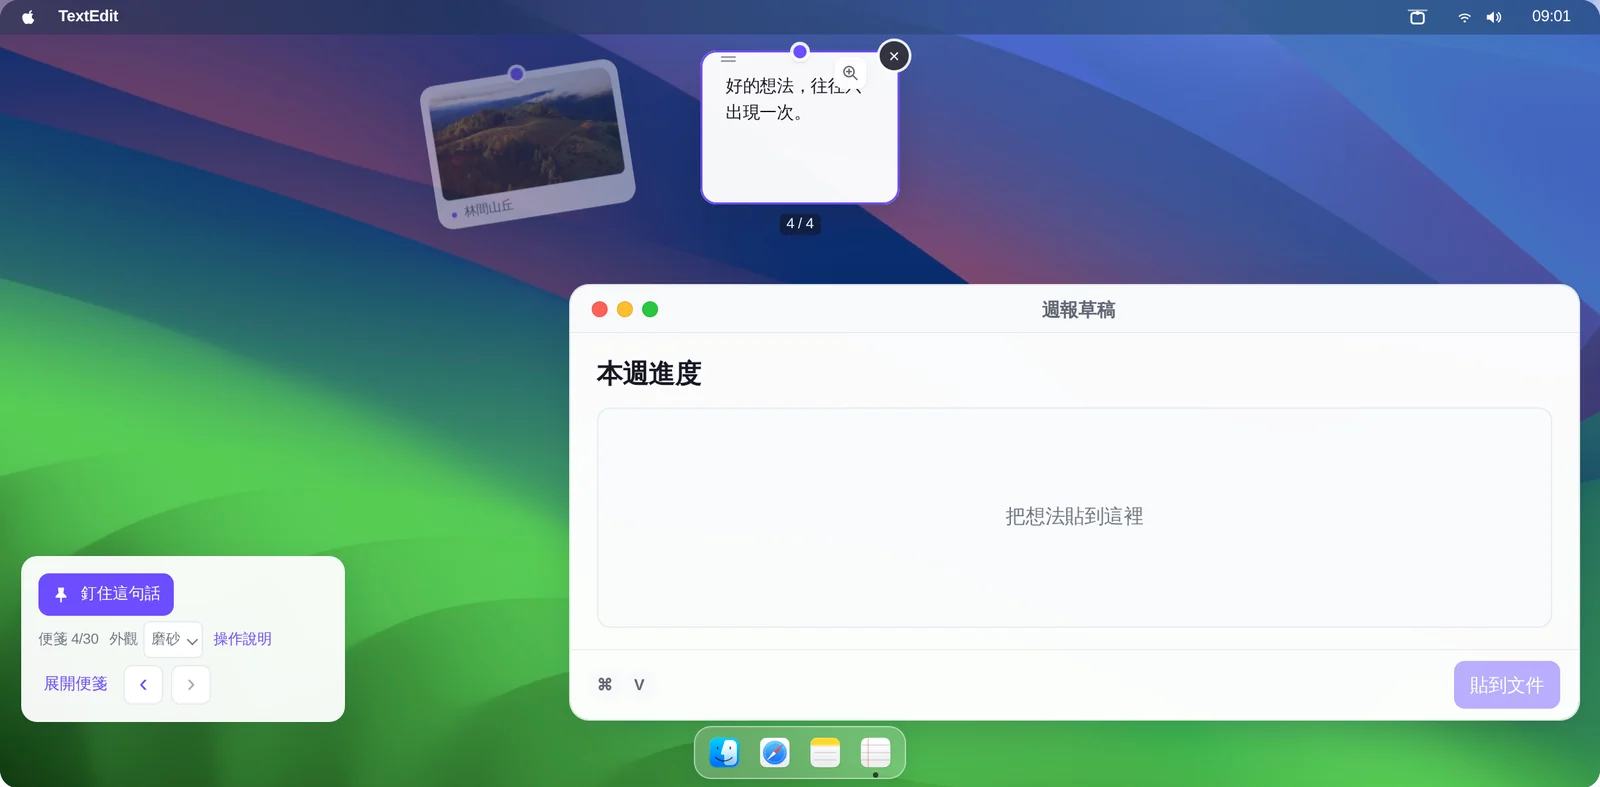 TextEdit
09:01
好的想法，往往
出現一次。
林間山丘
4 / 4
週報草稿
本週進度
把想法貼到這裡
釘住這句話
便箋 4/30 外觀 磨砂 操作說明
展開便箋
⌘ V
貼到文件